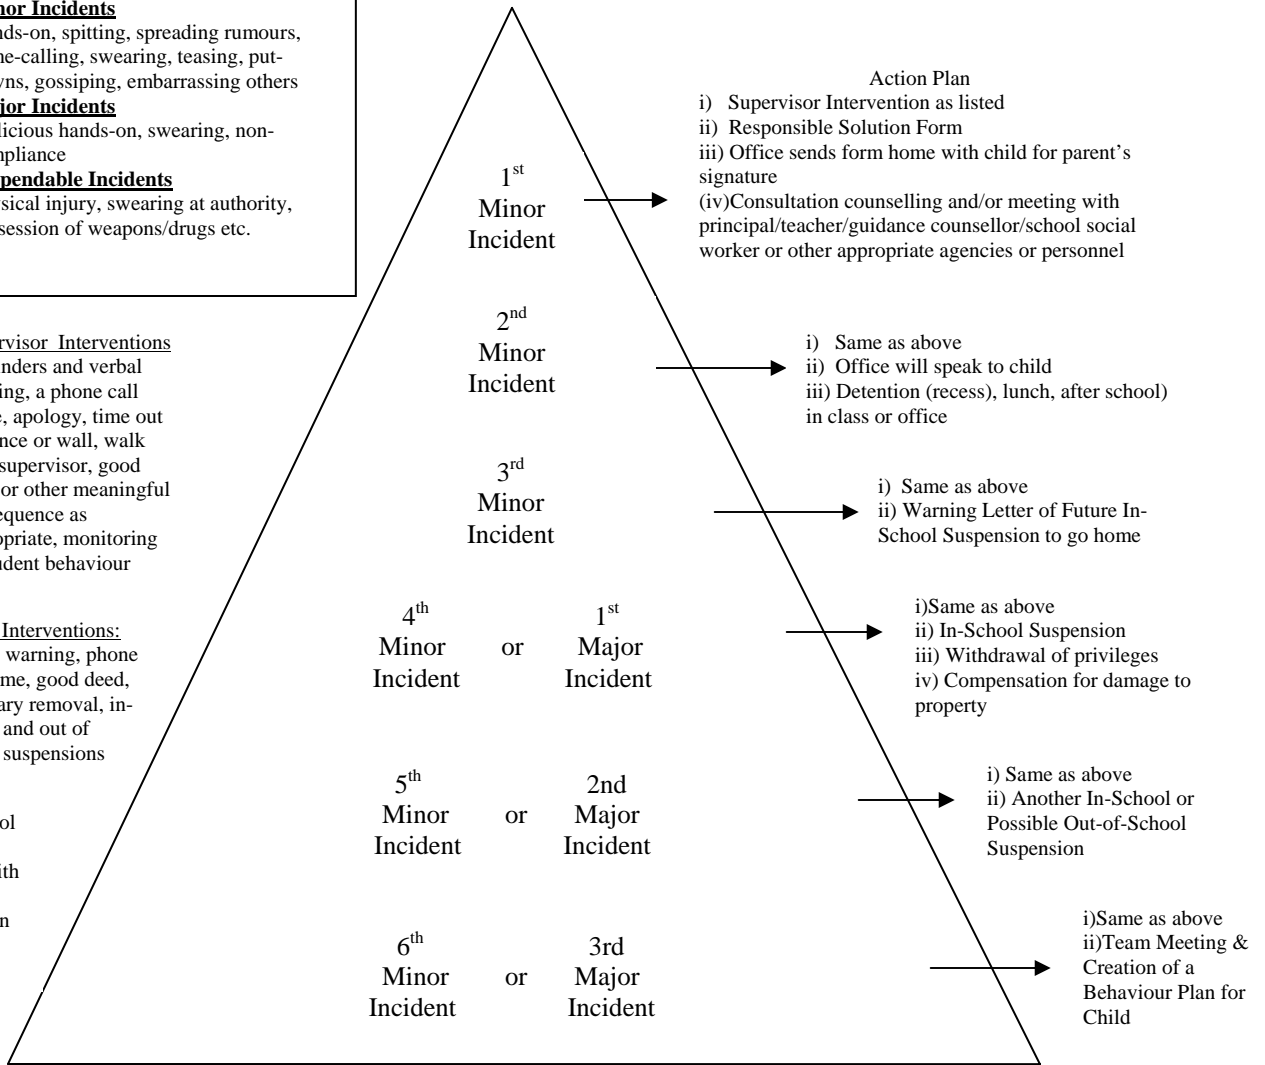 nor Incidents
nds-on, spitting, spreading rumours,
ne-calling, swearing, teasing, put-
wns, gossiping, embarrassing others
jor Incidents
licious hands-on, swearing, non-
mpliance
spendable Incidents
ysical injury, swearing at authority,
session of weapons/drugs etc.
rvisor Interventions
inders and verbal
ing, a phone call
e, apology, time out
nce or wall, walk
supervisor, good
or other meaningful
equence as
opriate, monitoring
udent behaviour
Interventions:
warning, phone
me, good deed,
ary removal, in-
and out of
suspensions
ol
ith
n
1st
Minor
Incident
2nd
Minor
Incident
3rd
Minor
Incident
4th
Minor
Incident
or
1st
Major
Incident
5th
Minor
Incident
or
2nd
Major
Incident
6th
Minor
Incident
or
3rd
Major
Incident
Action Plan
i) Supervisor Intervention as listed
ii) Responsible Solution Form
iii) Office sends form home with child for parent's
signature
(iv)Consultation counselling and/or meeting with
principal/teacher/guidance counsellor/school social
worker or other appropriate agencies or personnel
i) Same as above
ii) Office will speak to child
iii) Detention (recess), lunch, after school)
in class or office
i) Same as above
ii) Warning Letter of Future In-
School Suspension to go home
i)Same as above
ii) In-School Suspension
iii) Withdrawal of privileges
iv) Compensation for damage to
property
i) Same as above
ii) Another In-School or
Possible Out-of-School
Suspension
i)Same as above
ii)Team Meeting &
Creation of a
Behaviour Plan for
Child